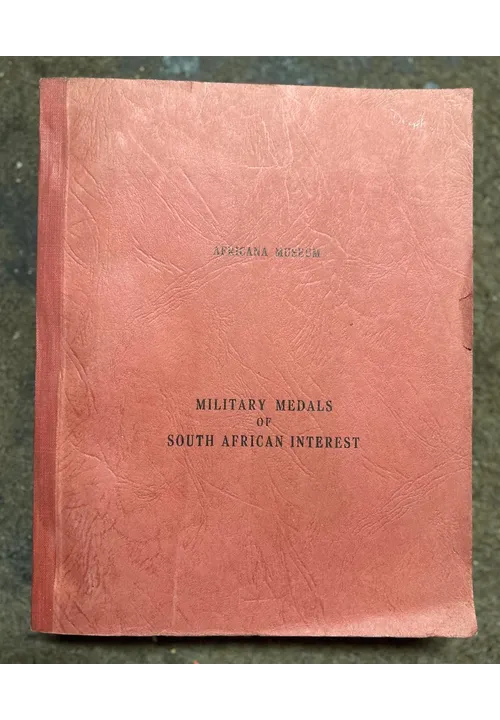 AFRICANA MUSEUM
MILITARY MEDALS
OF
SOUTH AFRICAN INTEREST